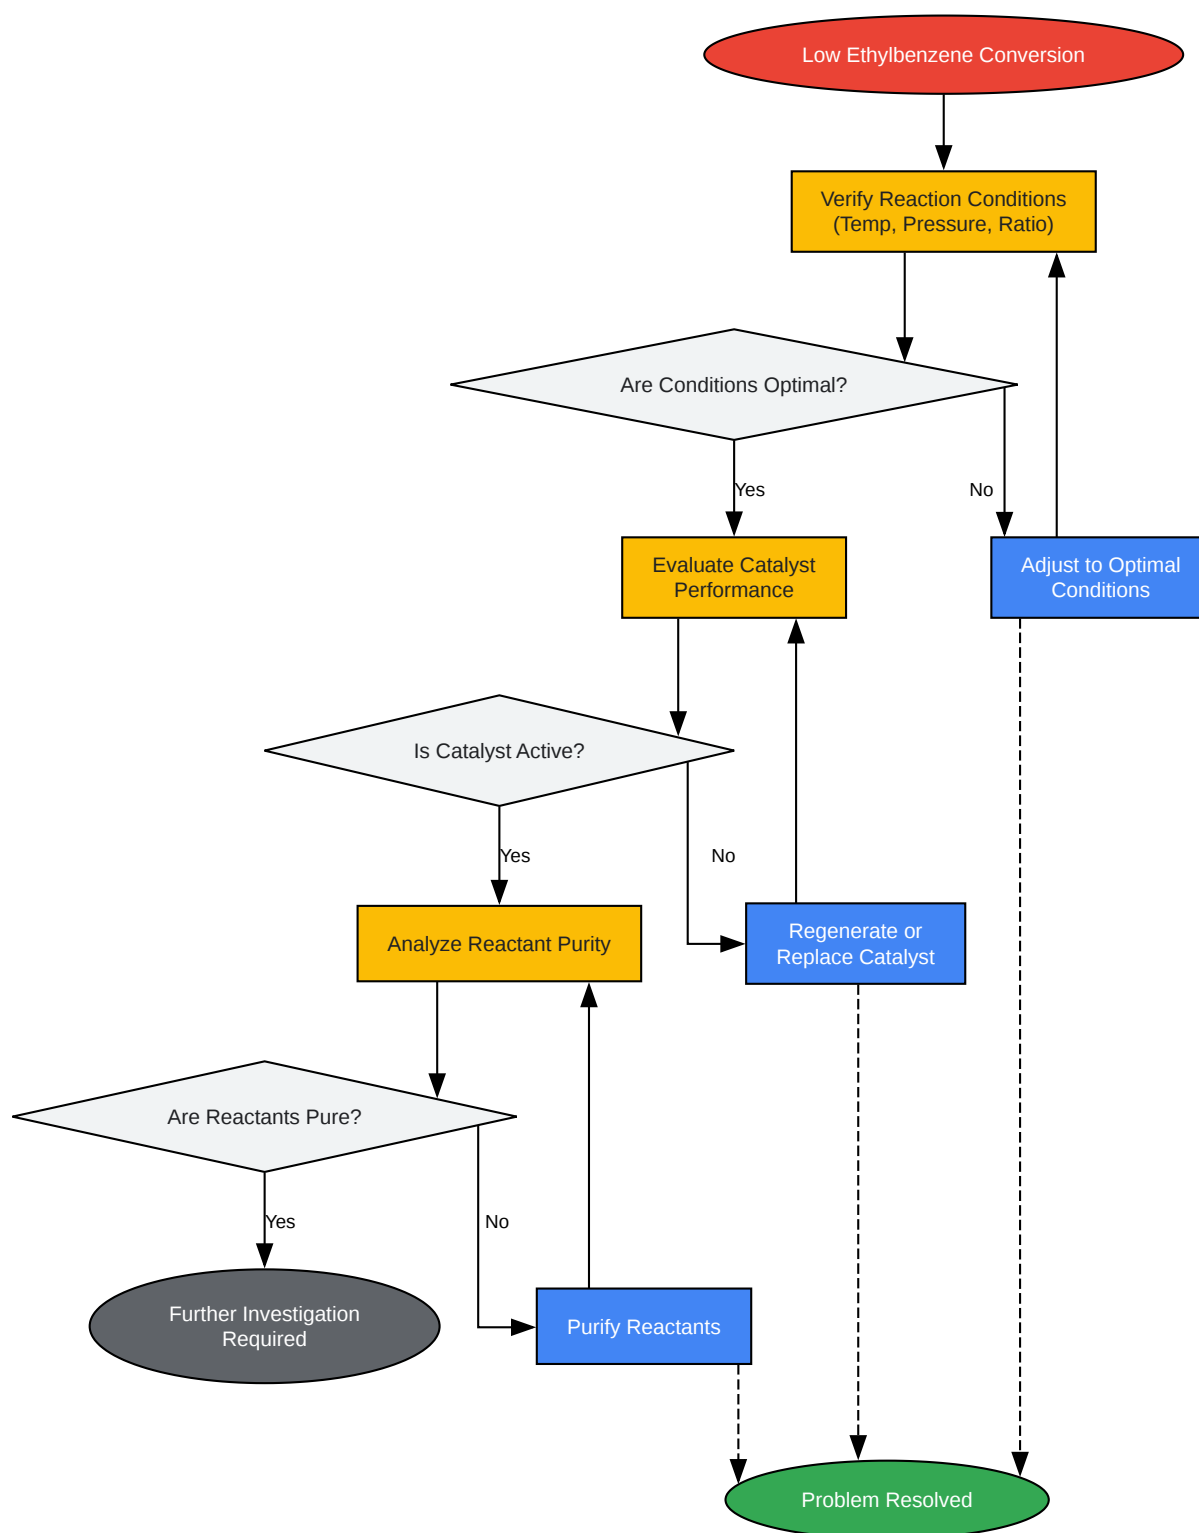 Low Ethylbenzene Conversion
Verify Reaction Conditions
(Temp, Pressure, Ratio)
Are Conditions Optimal?
Yes
No
Evaluate Catalyst
Performance
Adjust to Optimal
Conditions
Is Catalyst Active?
Yes
No
Analyze Reactant Purity
Regenerate or
Replace Catalyst
Are Reactants Pure?
Yes
No
Further Investigation
Required
Purify Reactants
Problem Resolved